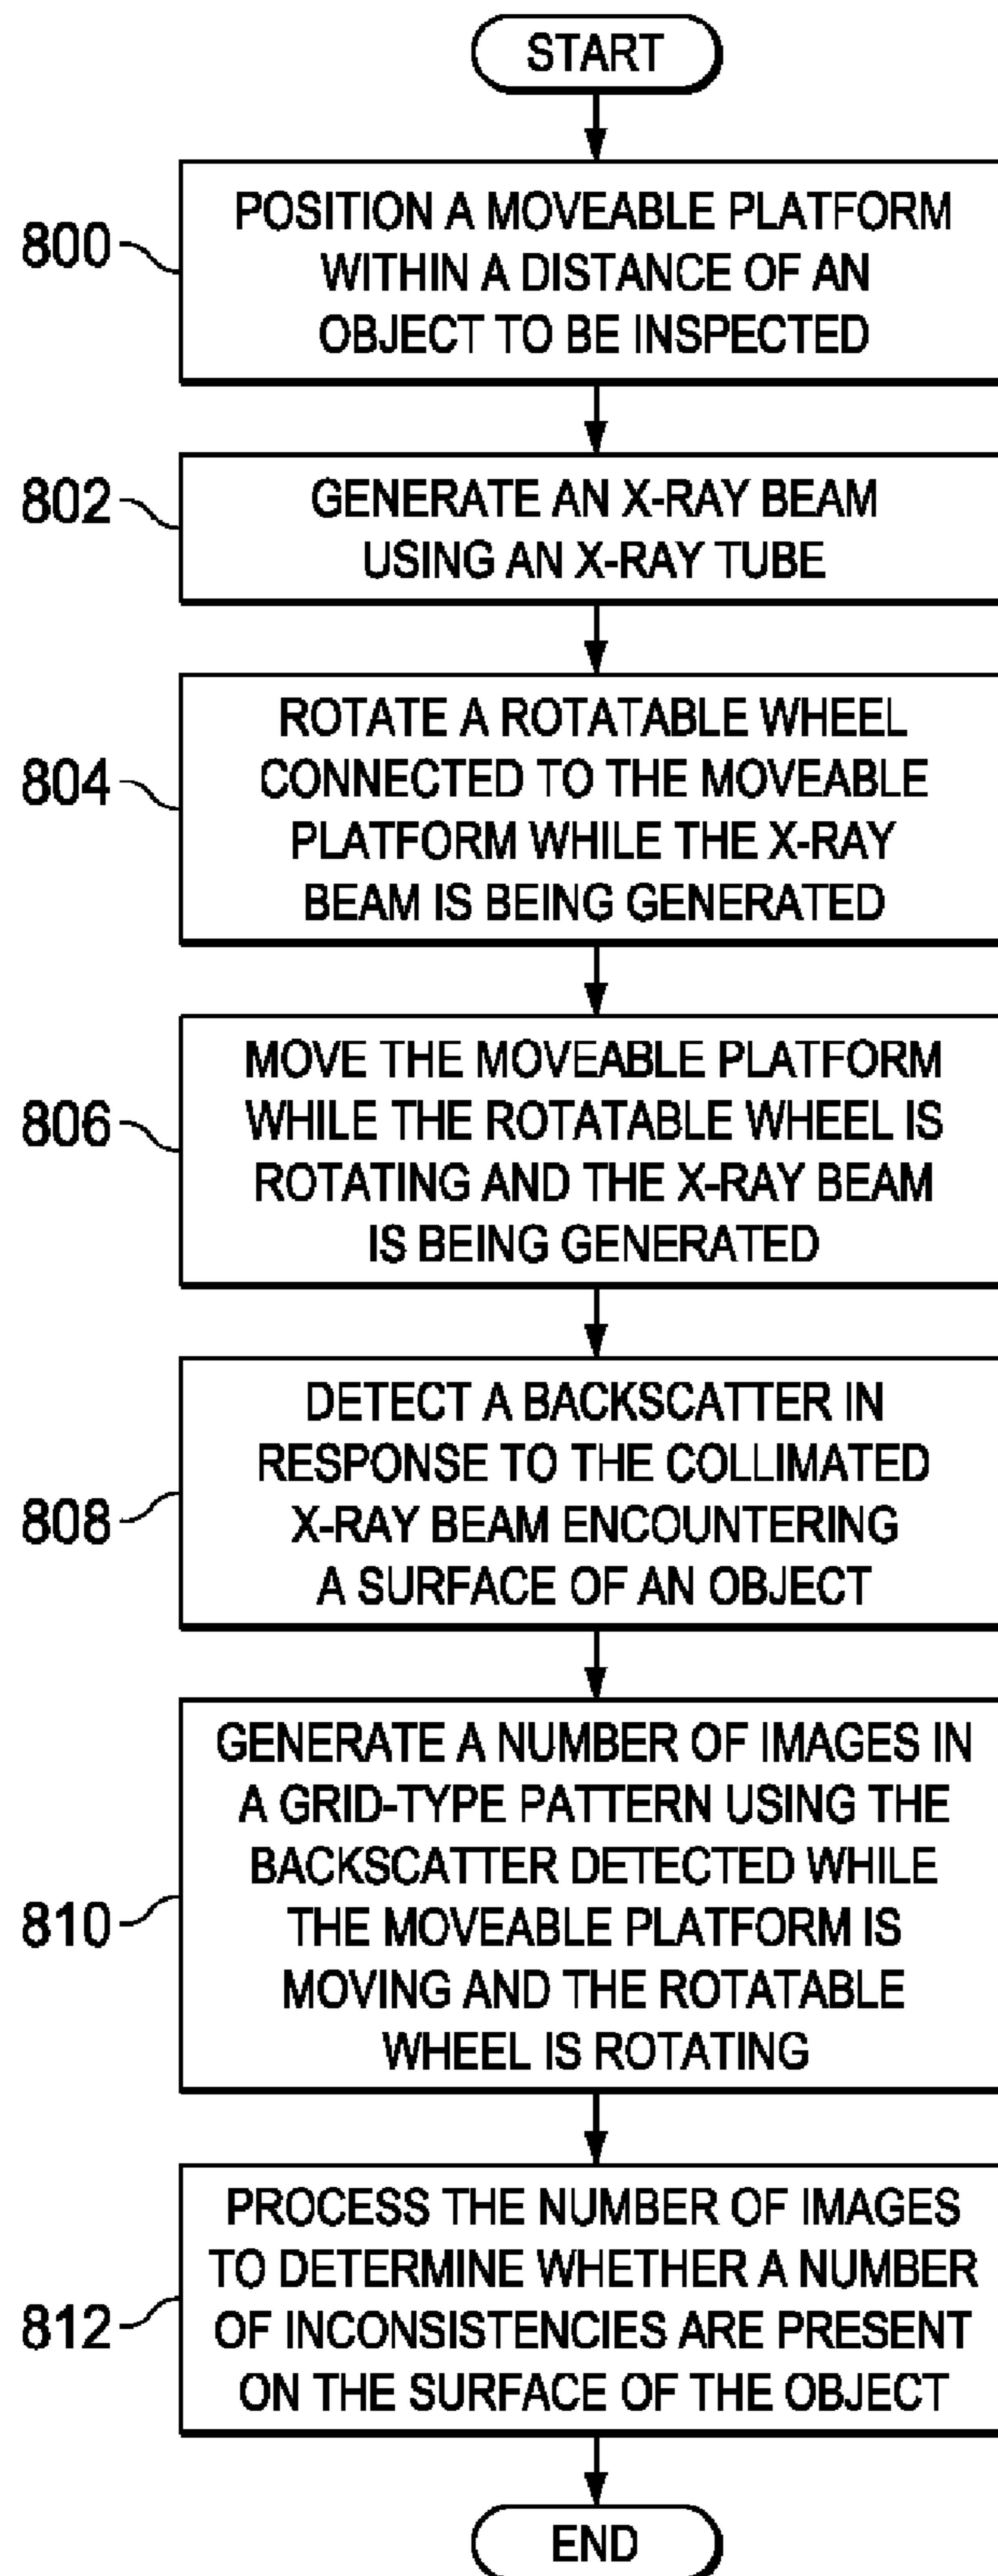 START
800
POSITION A MOVEABLE PLATFORM
WITHIN A DISTANCE OF AN
OBJECT TO BE INSPECTED
802
GENERATE AN X-RAY BEAM
USING AN X-RAY TUBE
804
ROTATE A ROTATABLE WHEEL
CONNECTED TO THE MOVEABLE
PLATFORM WHILE THE X-RAY
BEAM IS BEING GENERATED
806
MOVE THE MOVEABLE PLATFORM
WHILE THE ROTATABLE WHEEL IS
ROTATING AND THE X-RAY BEAM
IS BEING GENERATED
808
DETECT A BACKSCATTER IN
RESPONSE TO THE COLLIMATED
X-RAY BEAM ENCOUNTERING
A SURFACE OF AN OBJECT
810
GENERATE A NUMBER OF IMAGES IN
A GRID-TYPE PATTERN USING THE
BACKSCATTER DETECTED WHILE
THE MOVEABLE PLATFORM IS
MOVING AND THE ROTATABLE
WHEEL IS ROTATING
812
PROCESS THE NUMBER OF IMAGES
TO DETERMINE WHETHER A NUMBER
OF INCONSISTENCIES ARE PRESENT
ON THE SURFACE OF THE OBJECT
END